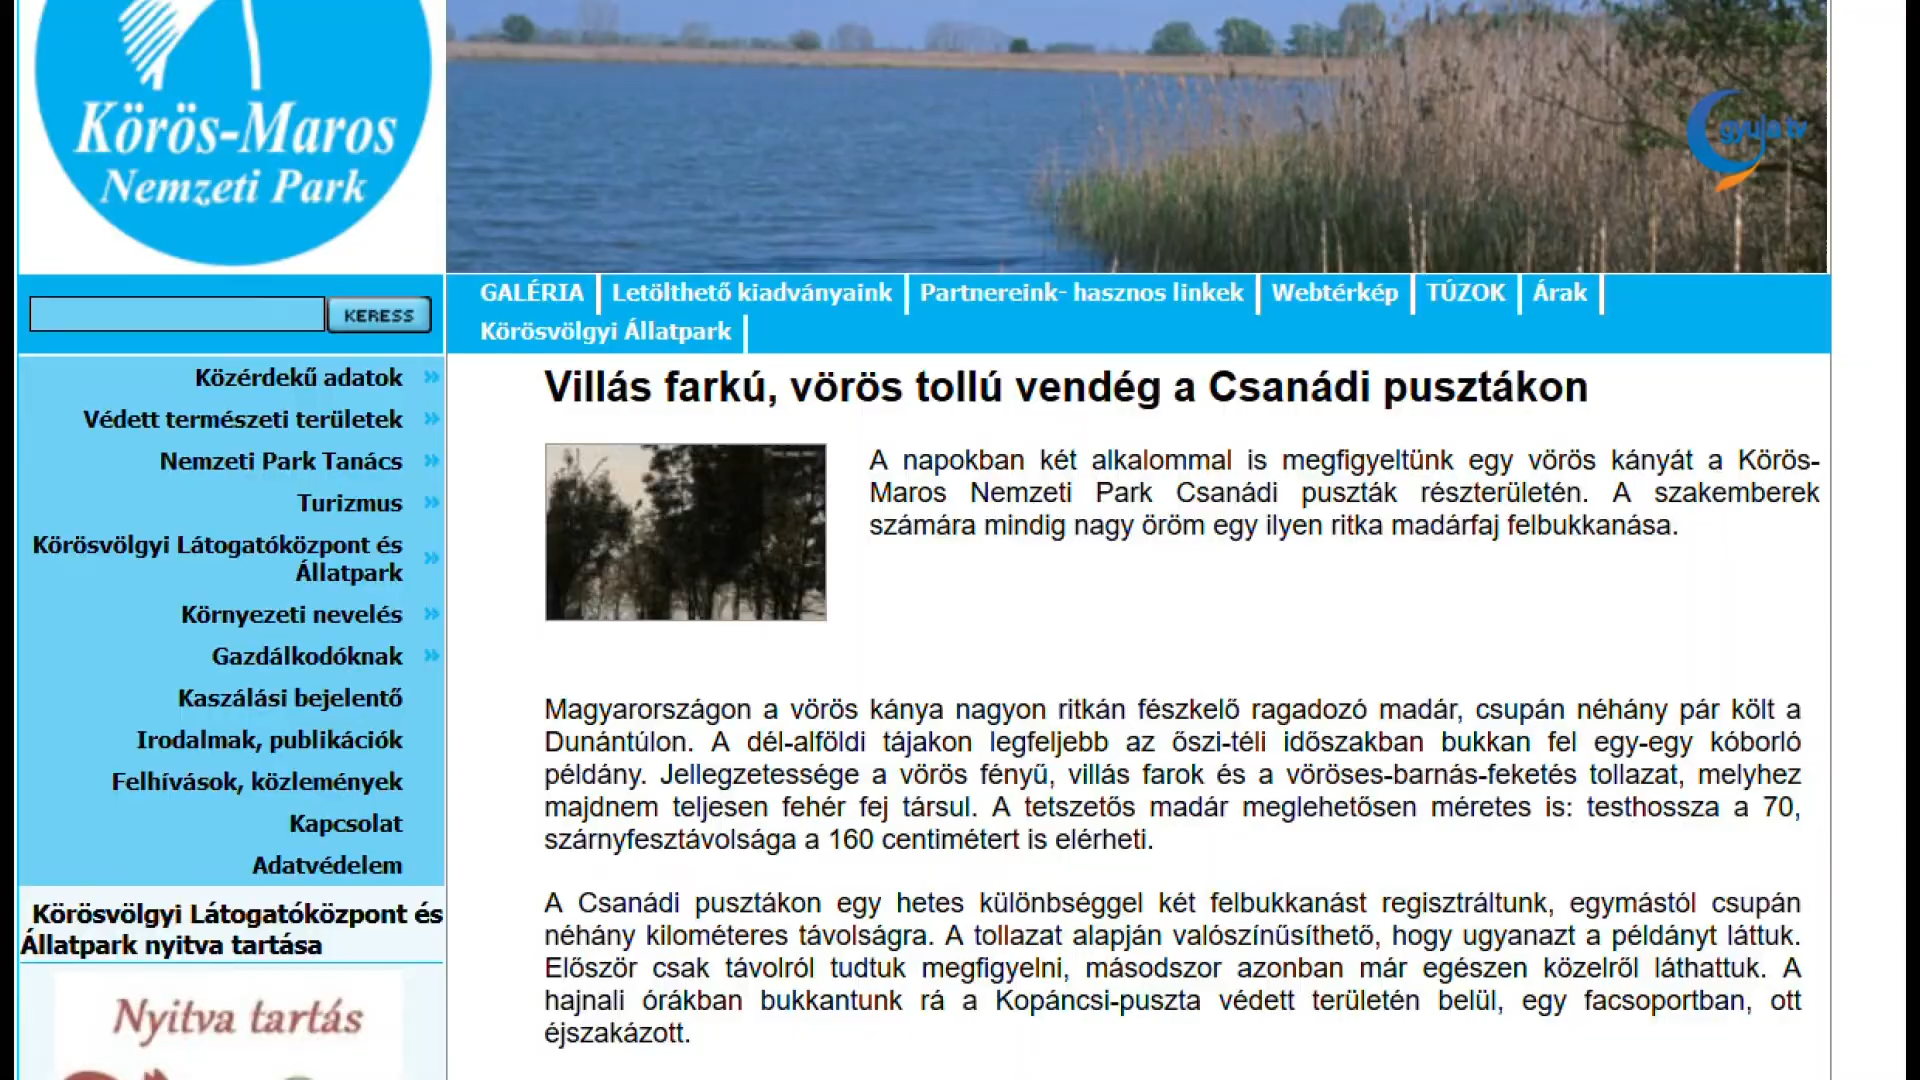 Körös-Maros
Nemzeti Park
gyula tv
KERESS
GALÉRIA
Letölthető kiadványaink
Partnereink- hasznos linkek
Webtérkép
TÚZOK
Árak
Körösvölgyi Állatpark
Közérdekű adatok
Védett természeti területek
Nemzeti Park Tanács
Turizmus
Körösvölgyi Látogatóközpont és
Állatpark
Környezeti nevelés
Gazdálkodóknak
Kaszálási bejelentő
Irodalmak, publikációk
Felhívások, közlemények
Kapcsolat
Adatvédelem
Körösvölgyi Látogatóközpont és
Állatpark nyitva tartása
Nyitva tartás
Villás farkú, vörös tollú vendég a Csanádi pusztákon
A napokban két alkalommal is megfigyeltünk egy vörös kányát a Körös-
Maros Nemzeti Park Csanádi puszták részterületén. A szakemberek
számára mindig nagy öröm egy ilyen ritka madárfaj felbukkanása.
Magyarországon a vörös kánya nagyon ritkán fészkelő ragadozó madár, csupán néhány pár költ a
Dunántúlon. A dél-alföldi tájakon legfeljebb az őszi-téli időszakban bukkan fel egy-egy kóborló
példány. Jellegzetessége a vörös fényű, villás farok és a vöröses-barnás-feketés tollazat, melyhez
majdnem teljesen fehér fej társul. A tetszetős madár meglehetősen méretes is: testhossza a 70,
szárnyfesztávolsága a 160 centimétert is elérheti.
A Csanádi pusztákon egy hetes különbséggel két felbukkanást regisztráltunk, egymástól csupán
néhány kilométeres távolságra. A tollazat alapján valószínűsíthető, hogy ugyanazt a példányt láttuk.
Először csak távolról tudtuk megfigyelni, másodszor azonban már egészen közelről láthattuk. A
hajnali órákban bukkantunk rá a Kopáncsi-puszta védett területén belül, egy facsoportban, ott
éjszakázott.